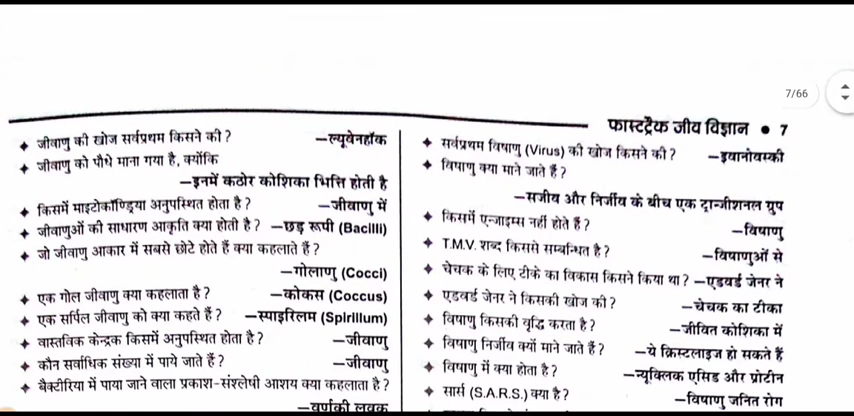 7/66
फास्टट्रैक जीव विज्ञान ● 7
जीवाणु की खोज सर्वप्रथम किसने की ? —ल्यूवेनहॉक
जीवाणु को पौधे माना गया है, क्योंकि
—इनमें कठोर कोशिका भित्ति होती है
किसमें माइटोकॉण्ड्रिया अनुपस्थित होता है ? —जीवाणु में
जीवाणुओं की साधारण आकृति क्या होती है ? —छड़ रूपी (Bacilli)
जो जीवाणु आकार में सबसे छोटे होते हैं क्या कहलाते हैं ?
—गोलाणु (Cocci)
एक गोल जीवाणु क्या कहलाता है ? —कोकस (Coccus)
एक सर्पिल जीवाणु को क्या कहते हैं ? —स्पाइरिलम (Spirillum)
वास्तविक केन्द्रक किसमें अनुपस्थित होता है ? —जीवाणु
कौन सर्वाधिक संख्या में पाये जाते हैं ? —जीवाणु
बैक्टीरिया में पाया जाने वाला प्रकाश-संश्लेषी आशय क्या कहलाता है ?
—वर्णकी लवक
सर्वप्रथम विषाणु (Virus) की खोज किसने की ? —इवानोवस्की
विषाणु क्या माने जाते हैं ?
—सजीव और निर्जीव के बीच एक ट्रान्जीशनल ग्रुप
किसमें एन्जाइम्स नहीं होते हैं ? —विषाणु
T.M.V. शब्द किससे सम्बन्धित है ? —विषाणुओं से
चेचक के लिए टीके का विकास किसने किया था ? —एडवर्ड जेनर ने
एडवर्ड जेनर ने किसकी खोज की ? —चेचक का टीका
विषाणु किसकी वृद्धि करता है ? —जीवित कोशिका में
विषाणु निर्जीव क्यों माने जाते हैं ? —ये क्रिस्टलाइज हो सकते हैं
विषाणु में क्या होता है ? —न्यूक्लिक एसिड और प्रोटीन
सार्स (S.A.R.S.) क्या है ? —विषाणु जनित रोग